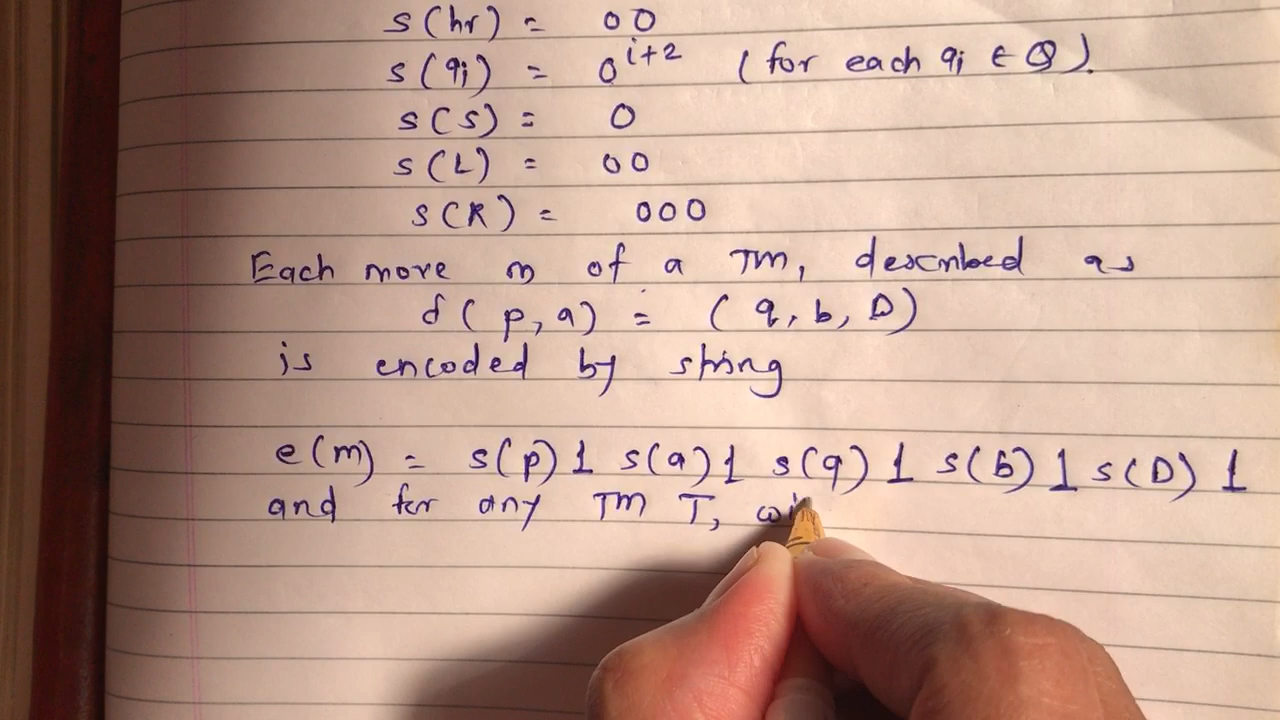 s(hr) = 00
s(qi) = 0^{i+2} (for each qi ∈ Q).
s(S) = 0
s(L) = 00
s(R) = 000
Each move m of a TM, described as
δ(p,a) = (q,b,D)
is encoded by string
e(m) = s(p)1 s(a)1 s(q)1 s(b)1 s(D)1
and for any TM T,